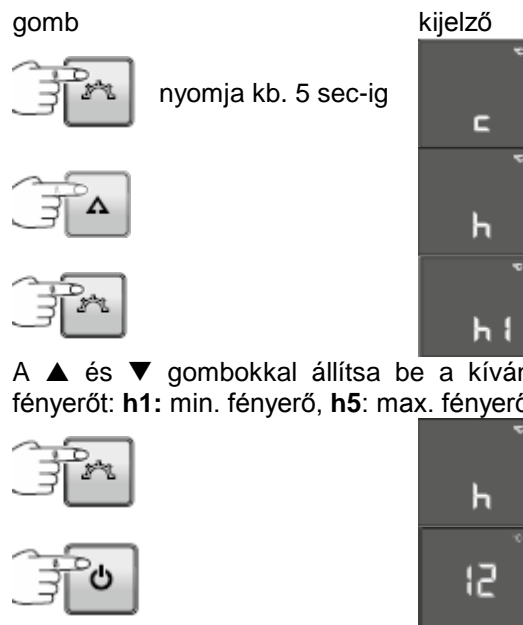 gomb kijelző
nyomja kb. 5 sec-ig
c
h
h1
A ▲ és ▼ gombokkal állítsa be a
fényerőt: h1: min. fényerő, h5: max. fényerő
h
12